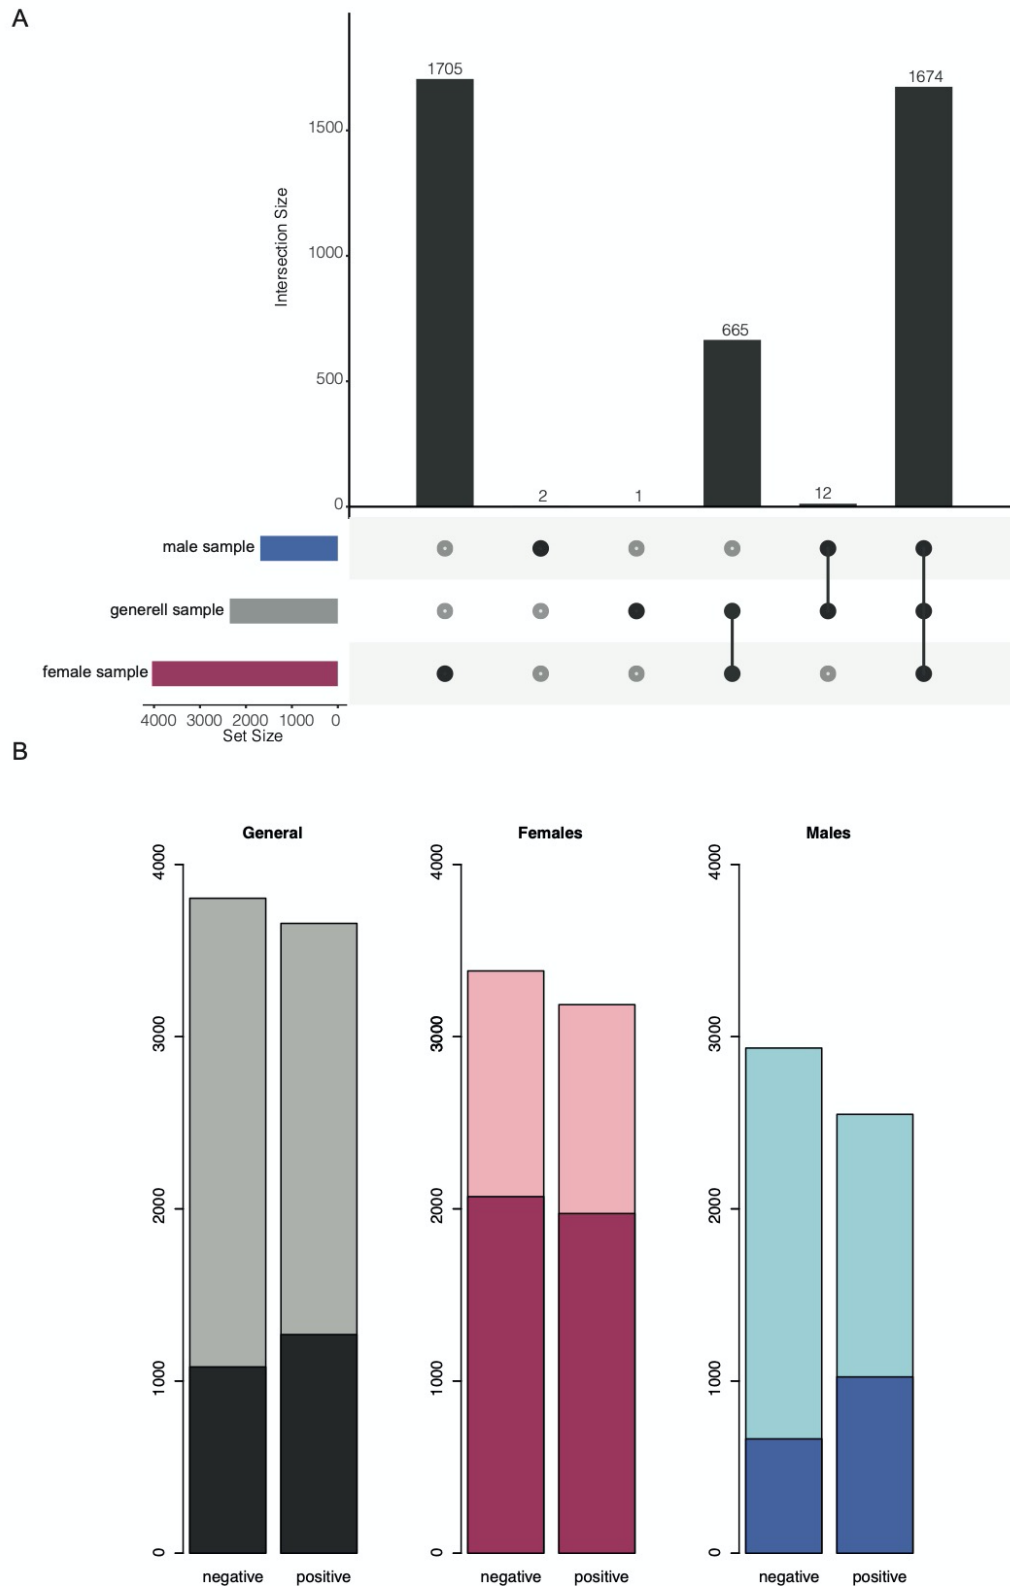 A
1705
1674
1500
Intersection Size
1000
665
500
2
1
12
0
male sample
generell sample
female sample
4000 3000 2000 1000 0
Set Size
B
General
Females
Males
4000
3000
2000
1000
0
4000
3000
2000
1000
0
4000
3000
2000
1000
0
negative positive
negative positive
negative positive